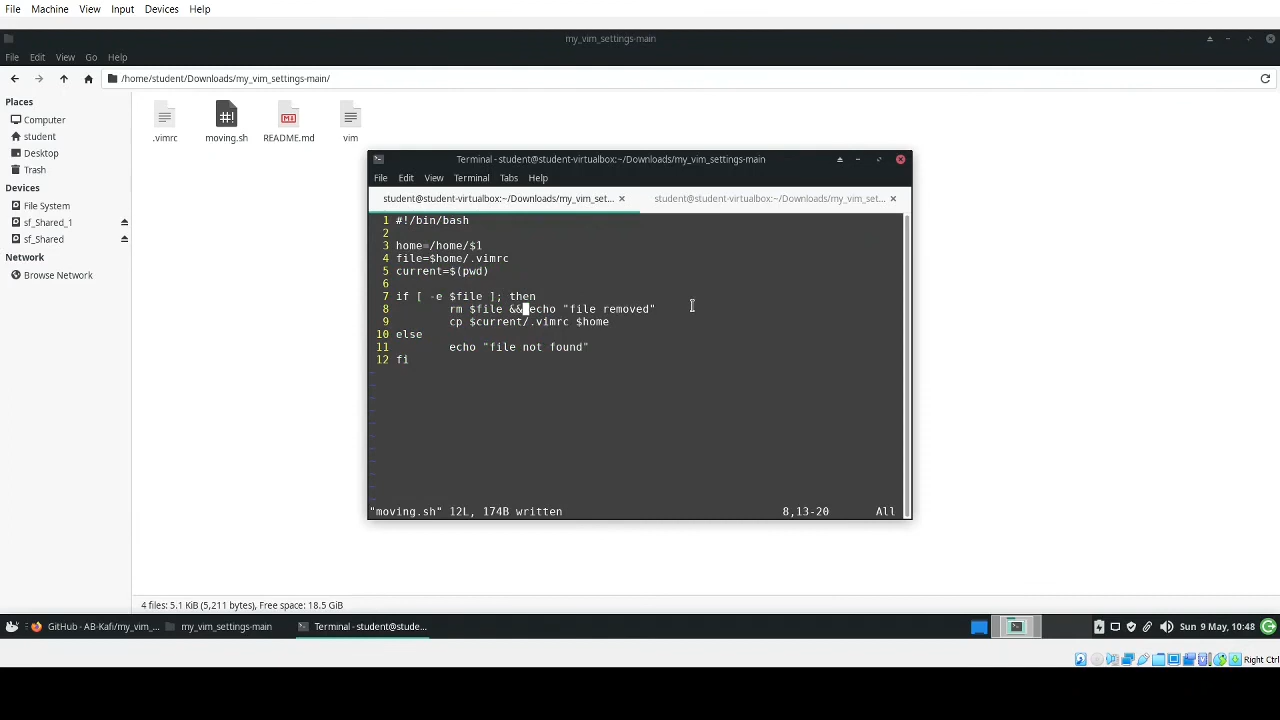 File Machine View Input Devices Help
my_vim_settings-main
File Edit View Go Help
/home/student/Downloads/my_vim_settings-main/
Places
Computer
student
Desktop
Trash
Devices
File System
sf_Shared_1
sf_Shared
Network
Browse Network
.vimrc moving.sh README.md vim
Terminal - student@student-virtualbox:~/Downloads/my_vim_settings-main
File Edit View Terminal Tabs Help
student@student-virtualbox:~/Downloads/my_vim_set... student@student-virtualbox:~/Downloads/my_vim_set...
1 #!/bin/bash
2
3 home=/home/$1
4 file=$home/.vimrc
5 current=$(pwd)
6
7 if [ -e $file ]; then
8 rm $file && echo "file removed"
9 cp $current/.vimrc $home
10 else
11 echo "file not found"
12 fi
~
~
~
~
~
~
~
~
~
~
~
"moving.sh" 12L, 174B written 8,13-20 All
4 files: 5.1 KiB (5,211 bytes), Free space: 18.5 GiB
GitHub - AB-Kafi/my_vim_... my_vim_settings-main Terminal - student@stude... Sun 9 May, 10:48
Right Ctrl